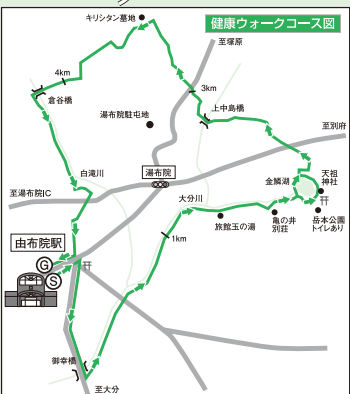 健康ウォークコース図
キリシタン墓地
至塚原
4km
3km
倉谷橋
上中島橋
湯布院駐屯地
至別府
白滝川
湯布院
金鱗湖
天祖
神社
至湯布院IC
大分川
旅館玉の湯
亀の井
別荘
岳本公園
トイレあり
1km
由布院駅
G
S
御幸橋
至大分